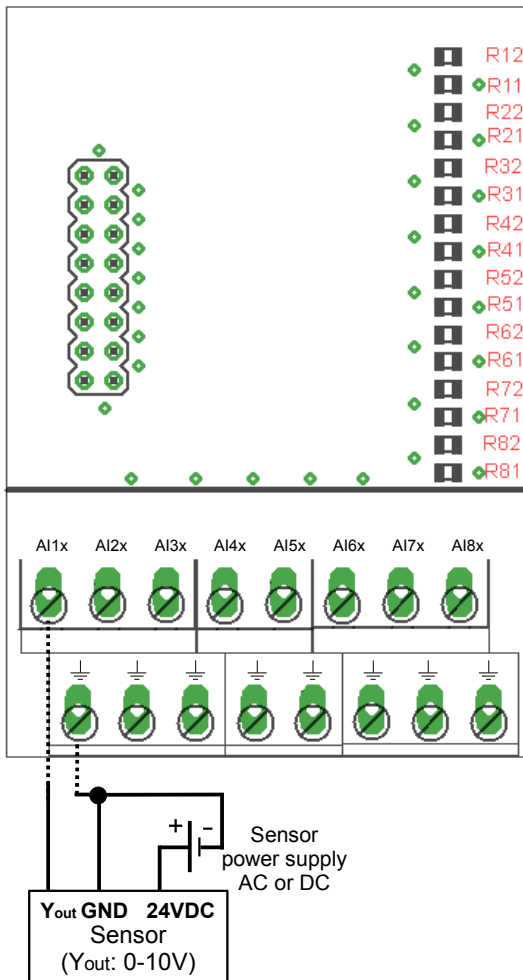 R12
R11
R22
R21
R32
R31
R42
R41
R52
R51
R62
R61
R72
R71
R82
R81
AI1x AI2x AI3x AI4x AI5x AI6x AI7x AI8x
+ -
Sensor
power supply
AC or DC
Yout GND 24VDC
Sensor
(Yout: 0-10V)